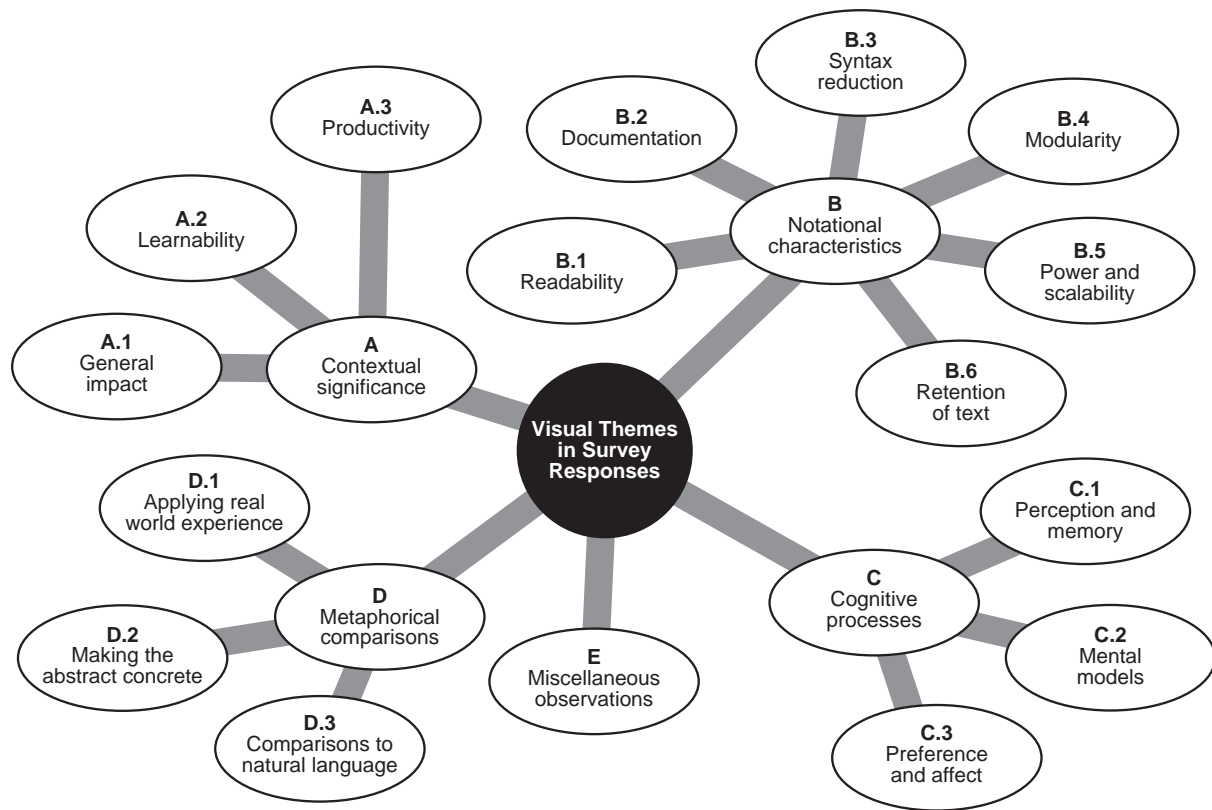 Visual Themes
in Survey
Responses
A
Contextual
significance
A.1
General
impact
A.2
Learnability
A.3
Productivity
B
Notational
characteristics
B.1
Readability
B.2
Documentation
B.3
Syntax
reduction
B.4
Modularity
B.5
Power and
scalability
B.6
Retention
of text
C
Cognitive
processes
C.1
Perception and
memory
C.2
Mental
models
C.3
Preference
and affect
D
Metaphorical
comparisons
D.1
Applying real
world experience
D.2
Making the
abstract concrete
D.3
Comparisons to
natural language
E
Miscellaneous
observations